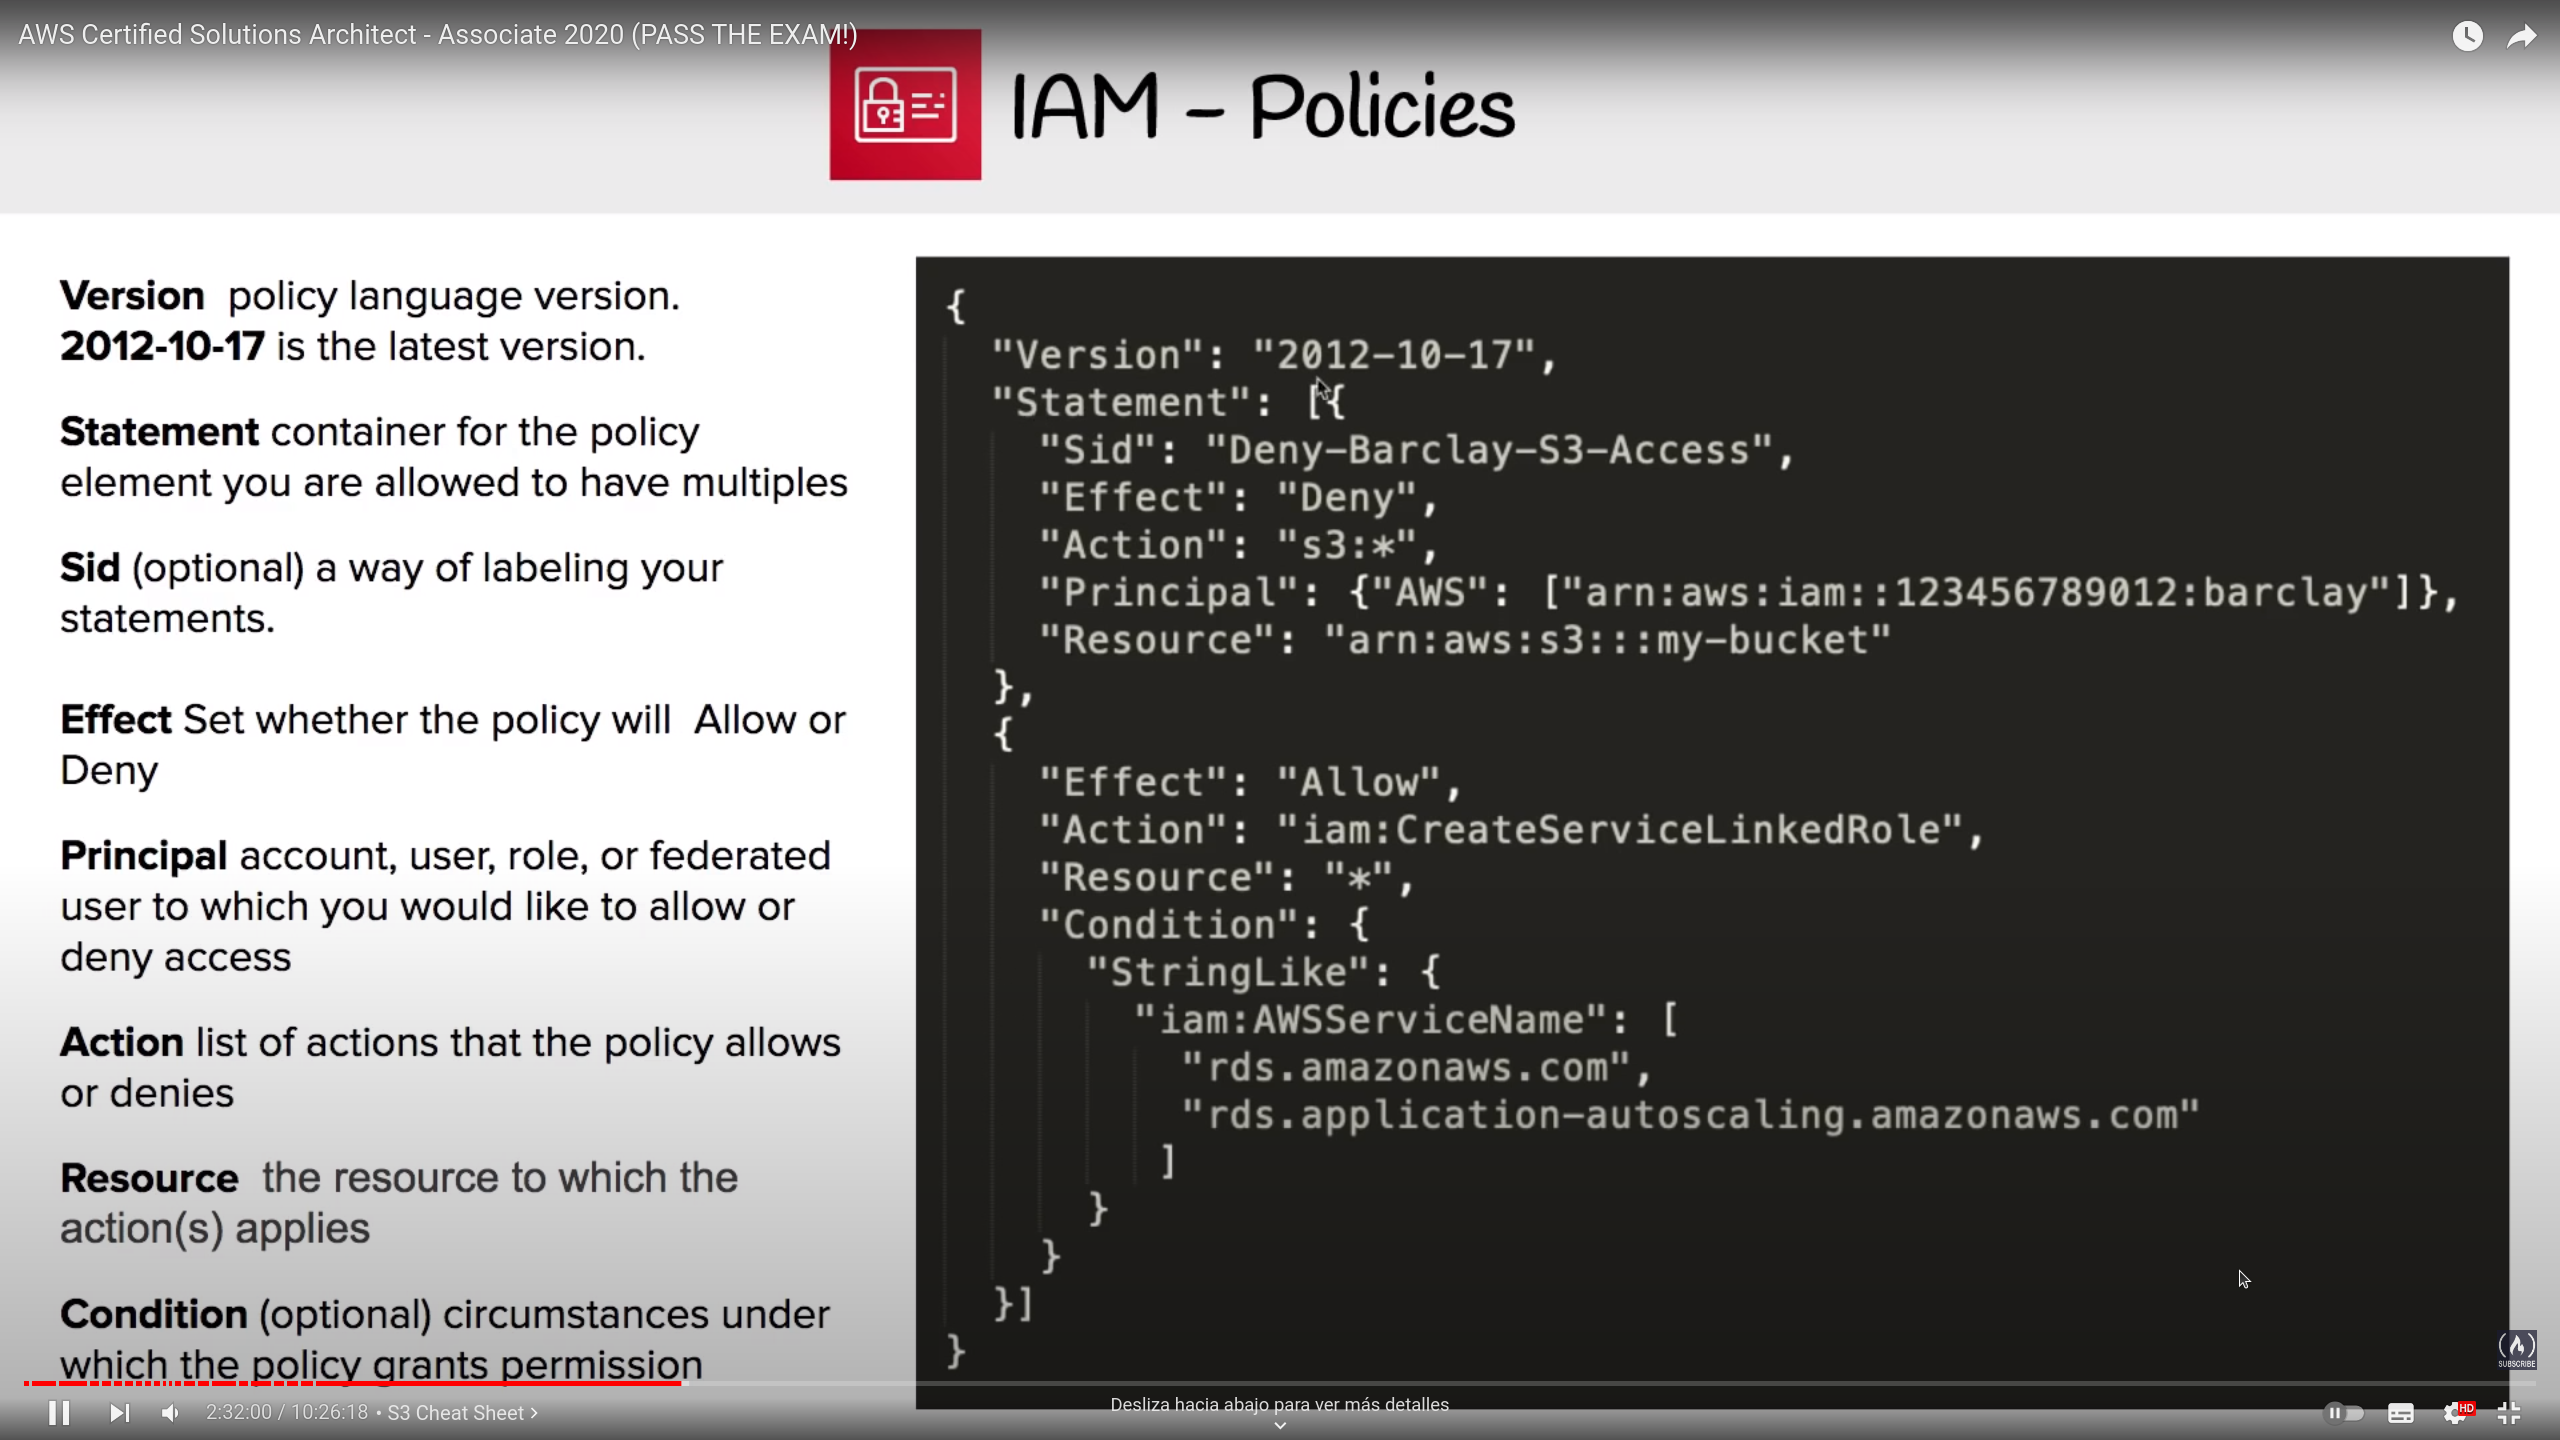 AWS Certified Solutions Architect - Associate 2020 (PASS THE EXAM!)
IAM – Policies
Version policy language version.
2012-10-17 is the latest version.
Statement container for the policy
element you are allowed to have multiples
Sid (optional) a way of labeling your
statements.
Effect Set whether the policy will Allow or
Deny
Principal account, user, role, or federated
user to which you would like to allow or
deny access
Action list of actions that the policy allows
or denies
Resource the resource to which the
action(s) applies
Condition (optional) circumstances under
which the policy grants permission
{
"Version": "2012-10-17",
"Statement": [{
"Sid": "Deny-Barclay-S3-Access",
"Effect": "Deny",
"Action": "s3:*",
"Principal": {"AWS": ["arn:aws:iam::123456789012:barclay"]},
"Resource": "arn:aws:s3:::my-bucket"
},
{
"Effect": "Allow",
"Action": "iam:CreateServiceLinkedRole",
"Resource": "*",
"Condition": {
"StringLike": {
"iam:AWSServiceName": [
"rds.amazonaws.com",
"rds.application-autoscaling.amazonaws.com"
]
}
}
}]
}
SUBSCRIBE
2:32:00 / 10:26:18 • S3 Cheat Sheet >
Desliza hacia abajo para ver más detalles
HD